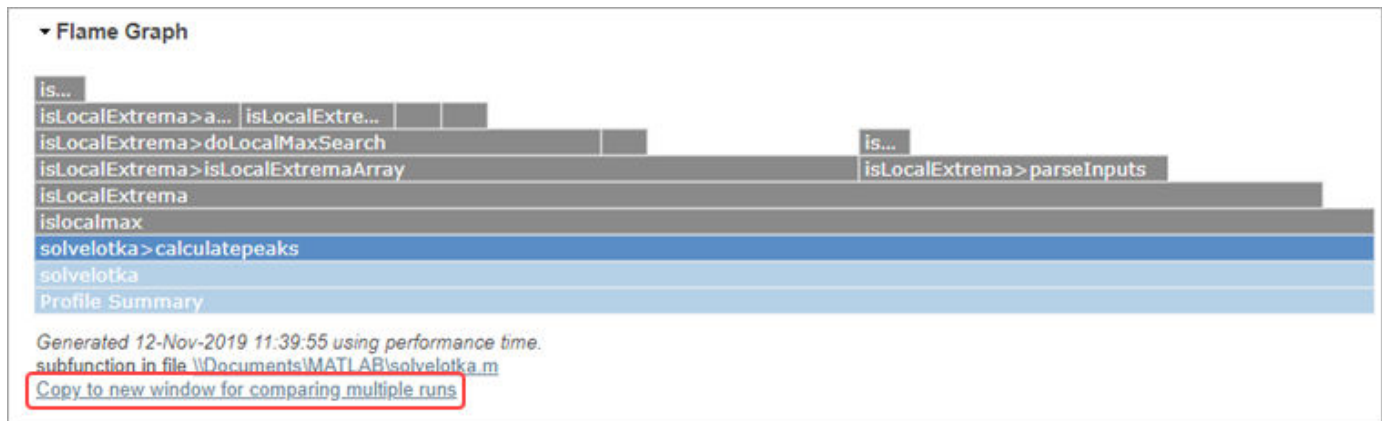 Flame Graph
is...
isLocalExtrema>a... isLocalExtre...
isLocalExtrema>doLocalMaxSearch is...
isLocalExtrema>isLocalExtremaArray isLocalExtrema>parseInputs
isLocalExtrema
islocalmax
solvelotka>calculatepeaks
solvelotka
Profile Summary
Generated 12-Nov-2019 11:39:55 using performance time.
subfunction in file \\Documents\MATLAB\solvelotka.m
Copy to new window for comparing multiple runs